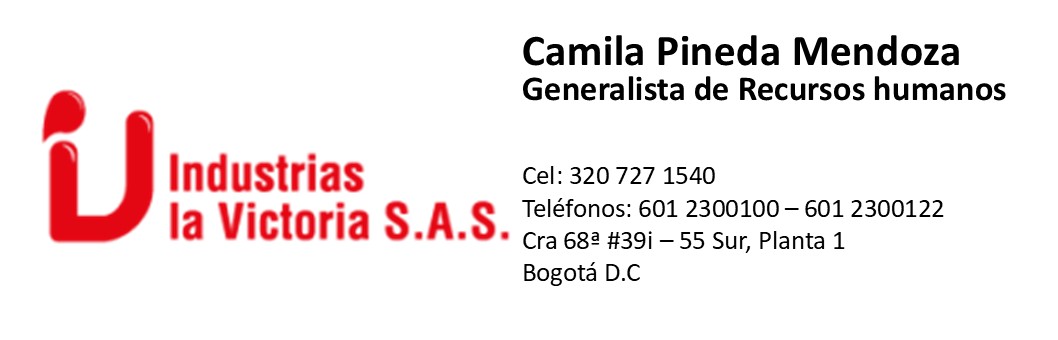 Camila Pineda Mendoza
Generalista de Recursos humanos
Industrias
la Victoria S.A.S.
Cel: 320 727 1540
Teléfonos: 601 2300100 – 601 2300122
Cra 68ª #39i – 55 Sur, Planta 1
Bogotá D.C